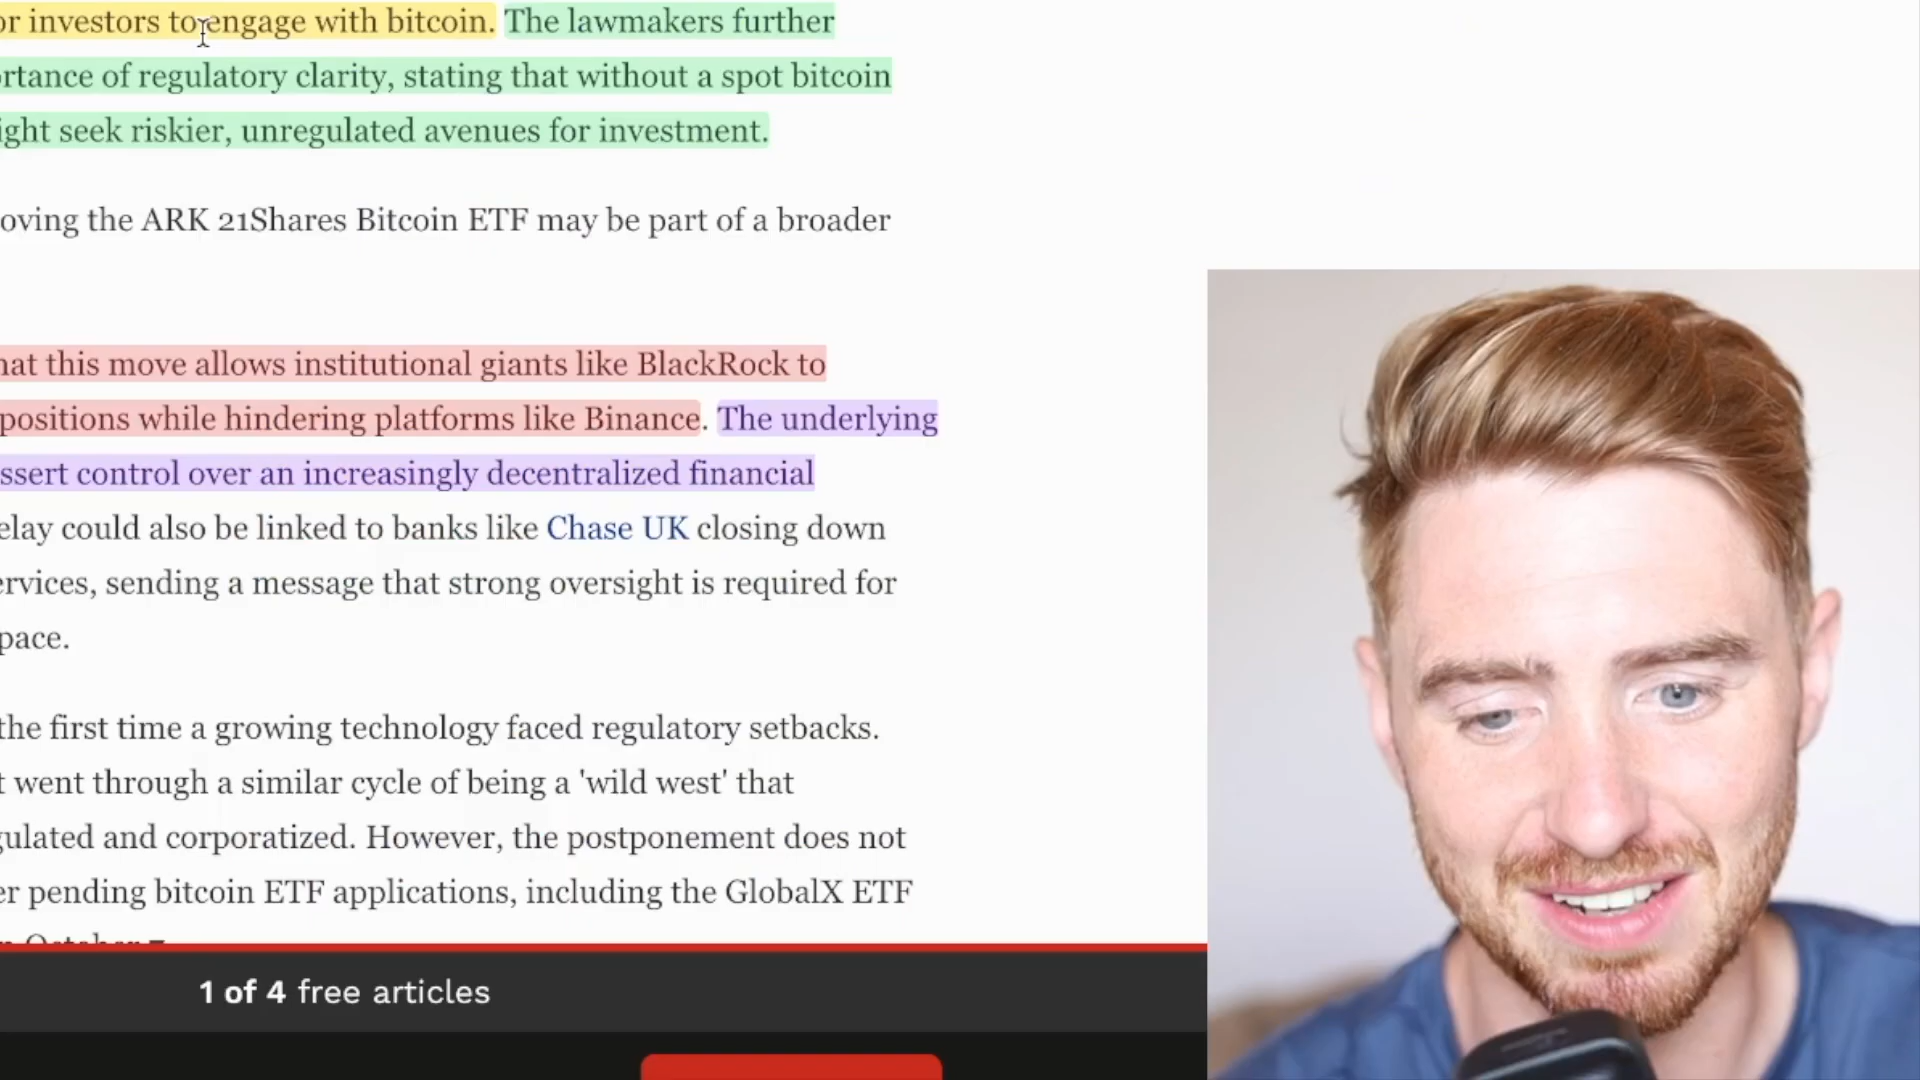 or investors to engage with bitcoin. The lawmakers further
rtance of regulatory clarity, stating that without a spot bitcoin
ight seek riskier, unregulated avenues for investment.
oving the ARK 21Shares Bitcoin ETF may be part of a broader
hat this move allows institutional giants like BlackRock to
positions while hindering platforms like Binance. The underlying
ssert control over an increasingly decentralized financial
elay could also be linked to banks like Chase UK closing down
ervices, sending a message that strong oversight is required for
pace.
the first time a growing technology faced regulatory setbacks.
t went through a similar cycle of being a 'wild west' that
gulated and corporatized. However, the postponement does not
er pending bitcoin ETF applications, including the GlobalX ETF
n October 7
1 of 4 free articles